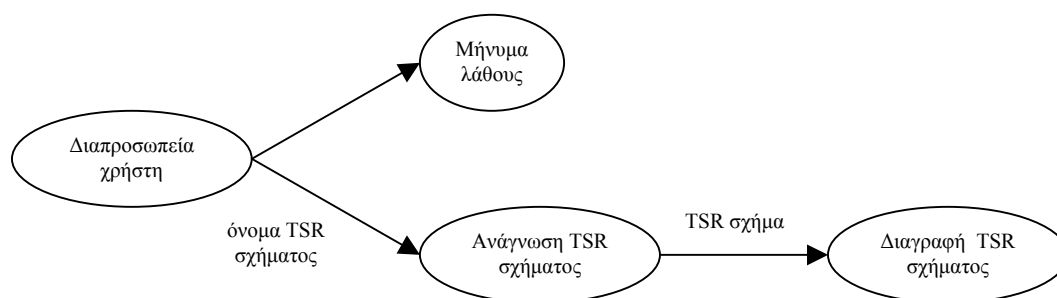 Μήνυμα
λάθους
Διαπροσωπεία
χρήστη
όνομα TSR
σχήματος
Ανάγνωση TSR
σχήματος
TSR σχήμα
Διαγραφή TSR
σχήματος